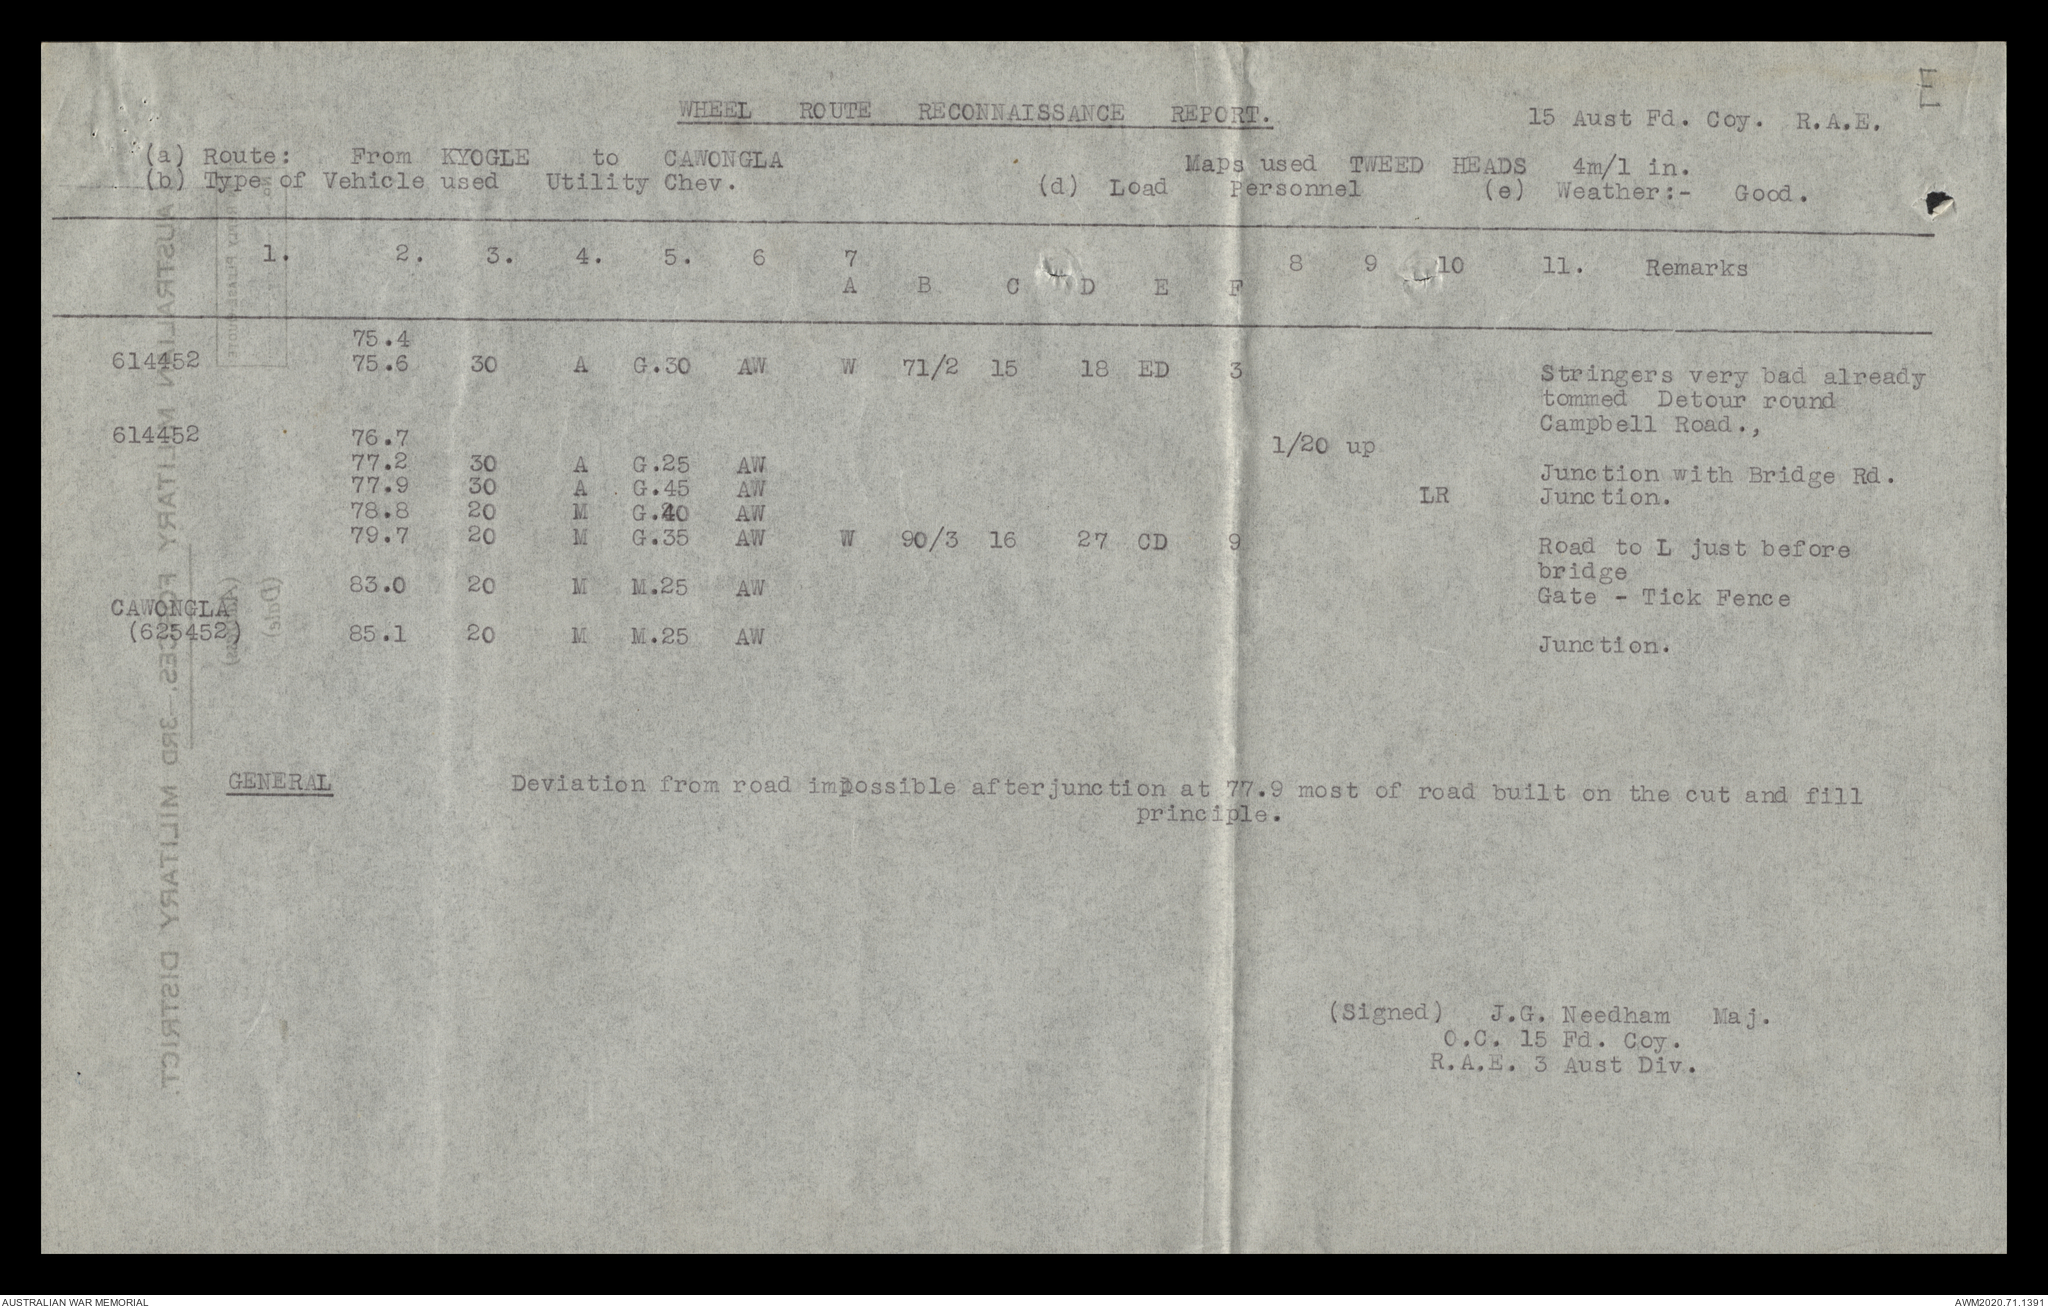 WHEEL ROUTE RECONNAISSANCE REPORT.
15 Aust Fd. Coy. R.A.E.
(a) Route: From KYOGLE to CAWONGLA Maps used TWEED HEADS 4m/1 in.
(b) Type of Vehicle used Utility Chev. (d) Load Personnel (e) Weather:- Good.
1. 2. 3. 4. 5. 6 7 8 9 10 11. Remarks
A B C D E F
75.4
614452 75.6 30 A G.30 AW W 71/2 15 18 ED 3 Stringers very bad already
tommed Detour round
Campbell Road.,
614452 76.7 1/20 up
77.2 30 A G.25 AW Junction with Bridge Rd.
77.9 30 A G.45 AW LR Junction.
78.8 20 M G.40 AW
79.7 20 M G.35 AW W 90/3 16 27 CD 9 Road to L just before
bridge
83.0 20 M M.25 AW Gate - Tick Fence
CAWONGLA
(625452) 85.1 20 M M.25 AW Junction.
GENERAL Deviation from road impossible after junction at 77.9 most of road built on the cut and fill
principle.
(Signed) J.G. Needham Maj.
O.C. 15 Fd. Coy.
R.A.E. 3 Aust Div.
AUSTRALIAN MILITARY FORCES.—3RD MILITARY DISTRICT.
(Address)
(Date)
AUSTRALIAN WAR MEMORIAL
AWM2020.71.1391